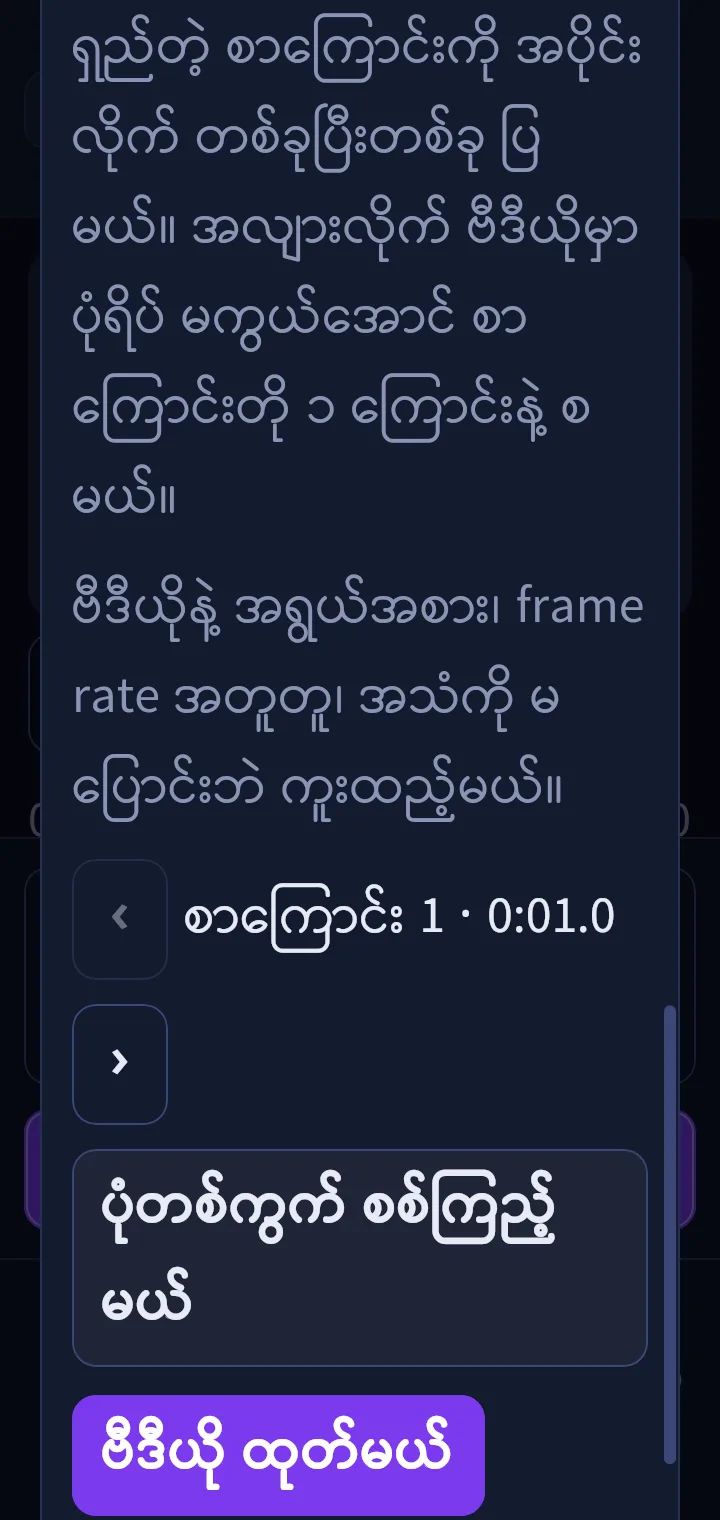 ရှည်တဲ့ စာကြောင်းကို အပိုင်း
လိုက် တစ်ခုပြီးတစ်ခု ပြ
မယ်။ အလျားလိုက် ဗီဒီယိုမှာ
ပုံရိပ် မကွယ်အောင် စာ
ကြောင်းတို ၁ ကြောင်းနဲ့ စ
မယ်။
ဗီဒီယိုနဲ့ အရွယ်အစား၊ frame
rate အတူတူ၊ အသံကို မ
ပြောင်းဘဲ ကူးထည့်မယ်။
‹ စာကြောင်း 1 · 0:01.0
›
ပုံတစ်ကွက် စစ်ကြည့်
မယ်
ဗီဒီယို ထုတ်မယ်